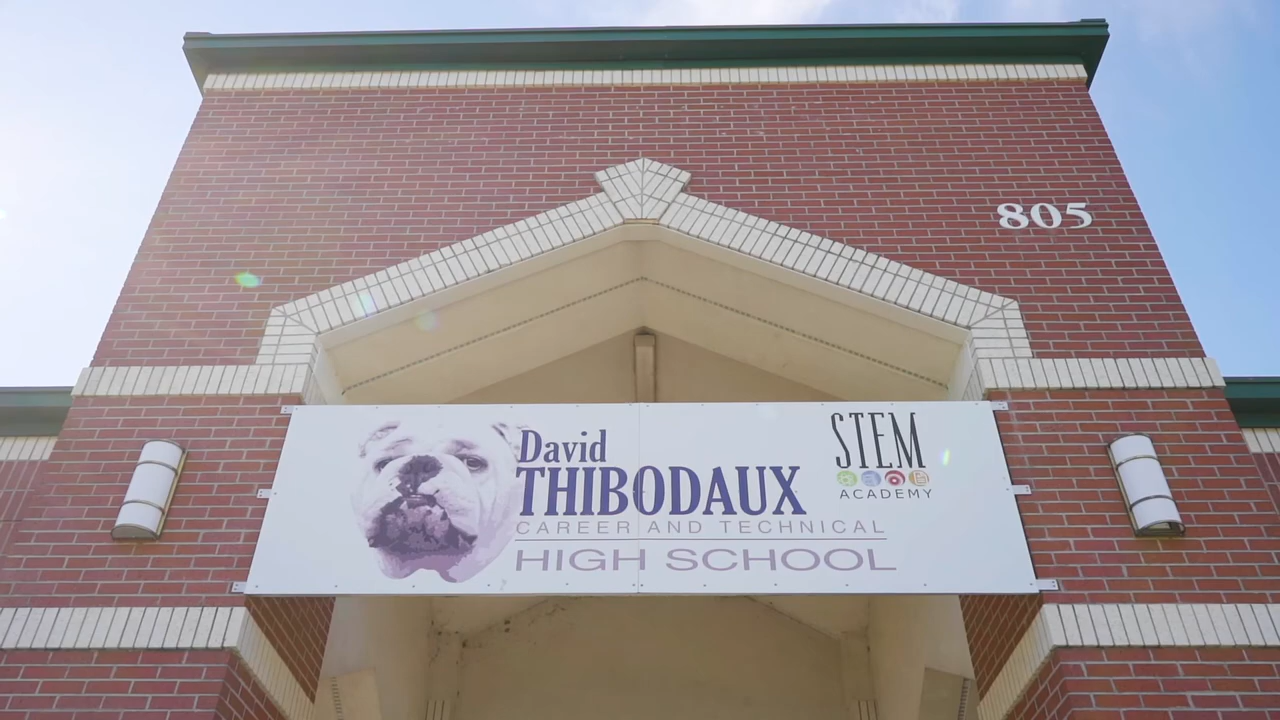 805
David
THIBODAUX
CAREER AND TECHNICAL
HIGH SCHOOL
STEM
ACADEMY